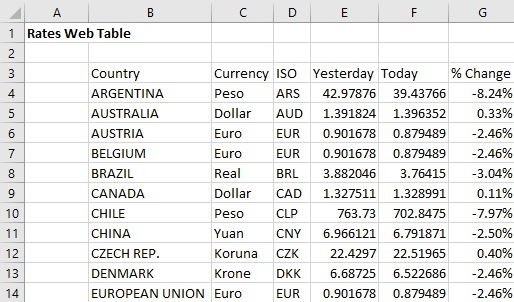 A B C D E F G
1 Rates Web Table
2
3 Country Currency ISO Yesterday Today % Change
4 ARGENTINA Peso ARS 42.97876 39.43766 -8.24%
5 AUSTRALIA Dollar AUD 1.391824 1.396352 0.33%
6 AUSTRIA Euro EUR 0.901678 0.879489 -2.46%
7 BELGIUM Euro EUR 0.901678 0.879489 -2.46%
8 BRAZIL Real BRL 3.882046 3.76415 -3.04%
9 CANADA Dollar CAD 1.327511 1.328991 0.11%
10 CHILE Peso CLP 763.73 702.8475 -7.97%
11 CHINA Yuan CNY 6.966121 6.791871 -2.50%
12 CZECH REP. Koruna CZK 22.4297 22.51965 0.40%
13 DENMARK Krone DKK 6.68725 6.522686 -2.46%
14 EUROPEAN UNION Euro EUR 0.901678 0.879489 -2.46%